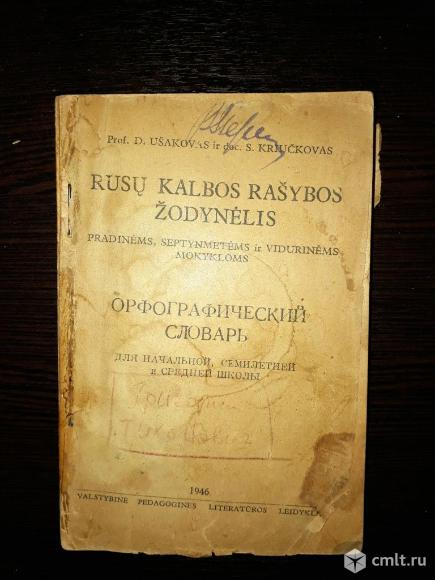 Prof. D. UŠAKOVAS ir doc. S. KRIUČKOVAS
RUSŲ KALBOS RAŠYBOS
ŽODYNĖLIS
PRADINĖMS, SEPTYNMETĖMS ir VIDURINĖMS
MOKYKLOMS
ОРФОГРАФИЧЕСКИЙ
СЛОВАРЬ
ДЛЯ НАЧАЛЬНОЙ, СЕМИЛЕТНЕЙ
и СРЕДНЕЙ ШКОЛЫ
1946
VALSTYBINĖ PEDAGOGINĖS LITERATŪROS
cmlt.ru